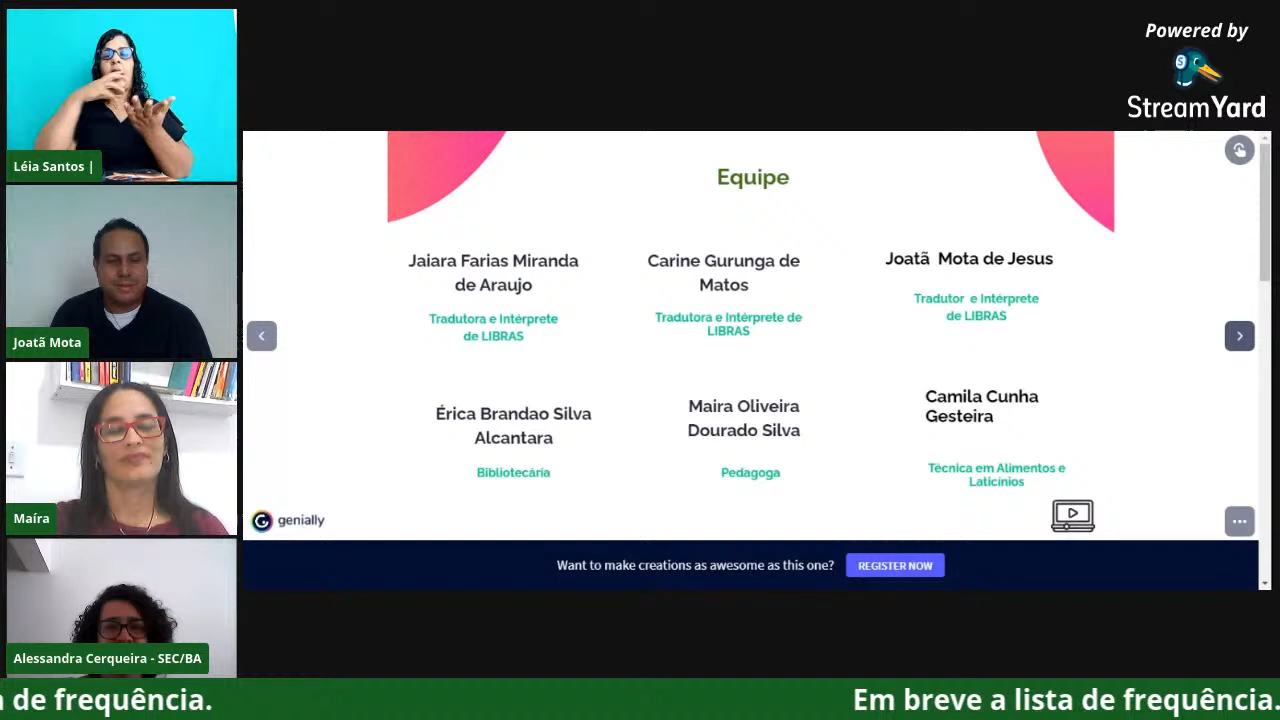 Powered by
StreamYard
Léia Santos |
Joatã Mota
Maíra
Alessandra Cerqueira - SEC/BA
Equipe
Jaiara Farias Miranda
de Araujo
Tradutora e Intérprete
de LIBRAS
Carine Gurunga de
Matos
Tradutora e Intérprete de
LIBRAS
Joatã Mota de Jesus
Tradutor e Intérprete
de LIBRAS
Érica Brandao Silva
Alcantara
Bibliotecária
Maira Oliveira
Dourado Silva
Pedagoga
Camila Cunha
Gesteira
Técnica em Alimentos e
Laticínios
genially
Want to make creations as awesome as this one?
REGISTER NOW
a de frequência.
Em breve a lista de frequência.